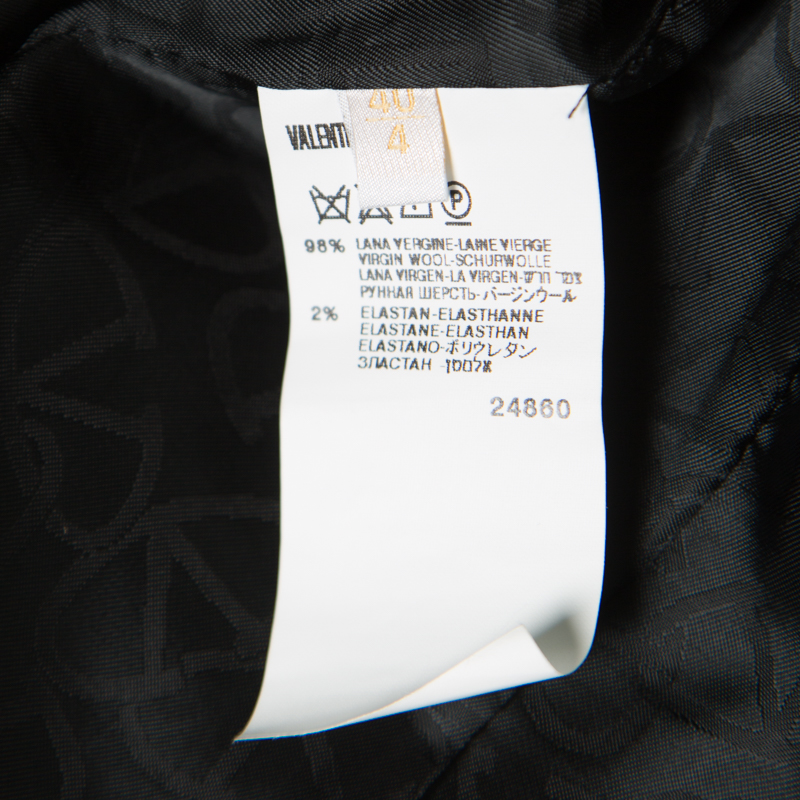 40
4
VALENTI
P
98% LANA VERGINE-LAINE VIERGE
VIRGIN WOOL-SCHURWOLLE
LANA VIRGEN-LA VIRGEN-צמר חדש
РУННАЯ ШЕРСТЬ-バージンウール
2% ELASTAN-ELASTHANNE
ELASTANE-ELASTHAN
ELASTANO-ポリウレタン
ЭЛАСТАН -
24860